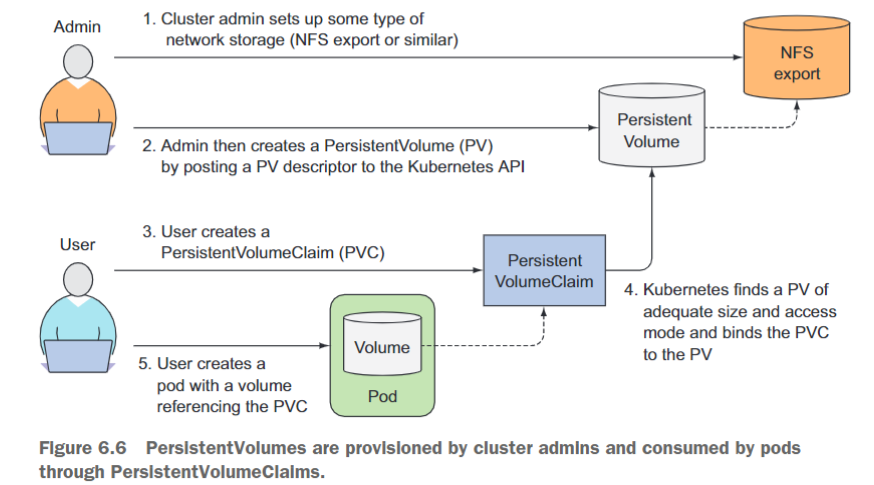 Admin
1. Cluster admin sets up some type of
network storage (NFS export or similar)
NFS
export
Persistent
Volume
2. Admin then creates a PersistentVolume (PV)
by posting a PV descriptor to the Kubernetes API
User
3. User creates a
PersistentVolumeClaim (PVC)
Persistent
VolumeClaim
4. Kubernetes finds a PV of
adequate size and access
mode and binds the PVC
to the PV
Volume
Pod
5. User creates a
pod with a volume
referencing the PVC
Figure 6.6 PersistentVolumes are provisioned by cluster admins and consumed by pods
through PersistentVolumeClaims.